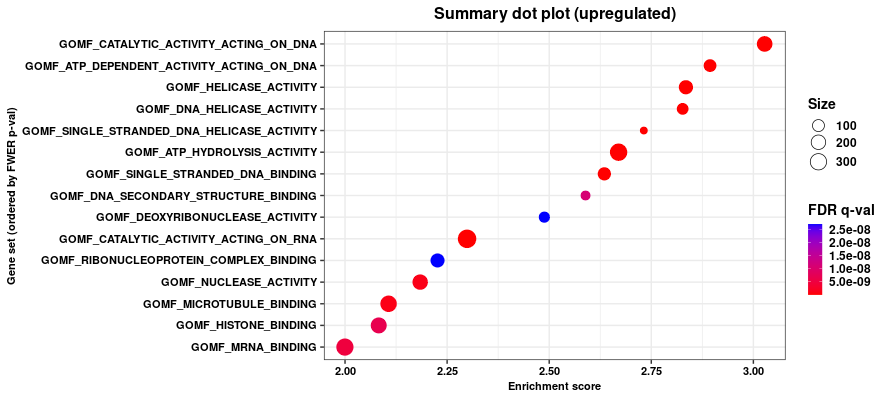 Summary dot plot (upregulated)
Gene set (ordered by FWER p-val)
GOMF_CATALYTIC_ACTIVITY_ACTING_ON_DNA
GOMF_ATP_DEPENDENT_ACTIVITY_ACTING_ON_DNA
GOMF_HELICASE_ACTIVITY
GOMF_DNA_HELICASE_ACTIVITY
GOMF_SINGLE_STRANDED_DNA_HELICASE_ACTIVITY
GOMF_ATP_HYDROLYSIS_ACTIVITY
GOMF_SINGLE_STRANDED_DNA_BINDING
GOMF_DNA_SECONDARY_STRUCTURE_BINDING
GOMF_DEOXYRIBONUCLEASE_ACTIVITY
GOMF_CATALYTIC_ACTIVITY_ACTING_ON_RNA
GOMF_RIBONUCLEOPROTEIN_COMPLEX_BINDING
GOMF_NUCLEASE_ACTIVITY
GOMF_MICROTUBULE_BINDING
GOMF_HISTONE_BINDING
GOMF_MRNA_BINDING
2.00 2.25 2.50 2.75 3.00
Enrichment score
Size
100
200
300
FDR q-val
2.5e-08
2.0e-08
1.5e-08
1.0e-08
5.0e-09